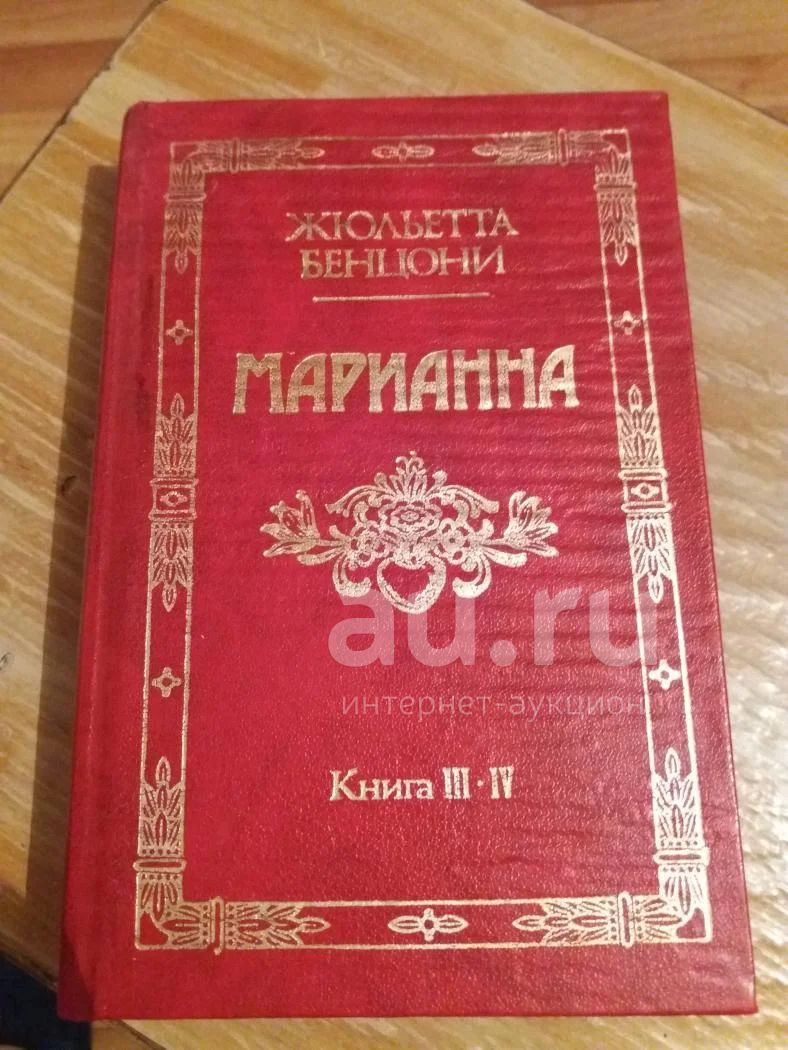 ЖЮЛЬЕТТА
БЕНЦОНИ
МАРИАННА
au.ru
интернет-аукцион
Книга III·IV